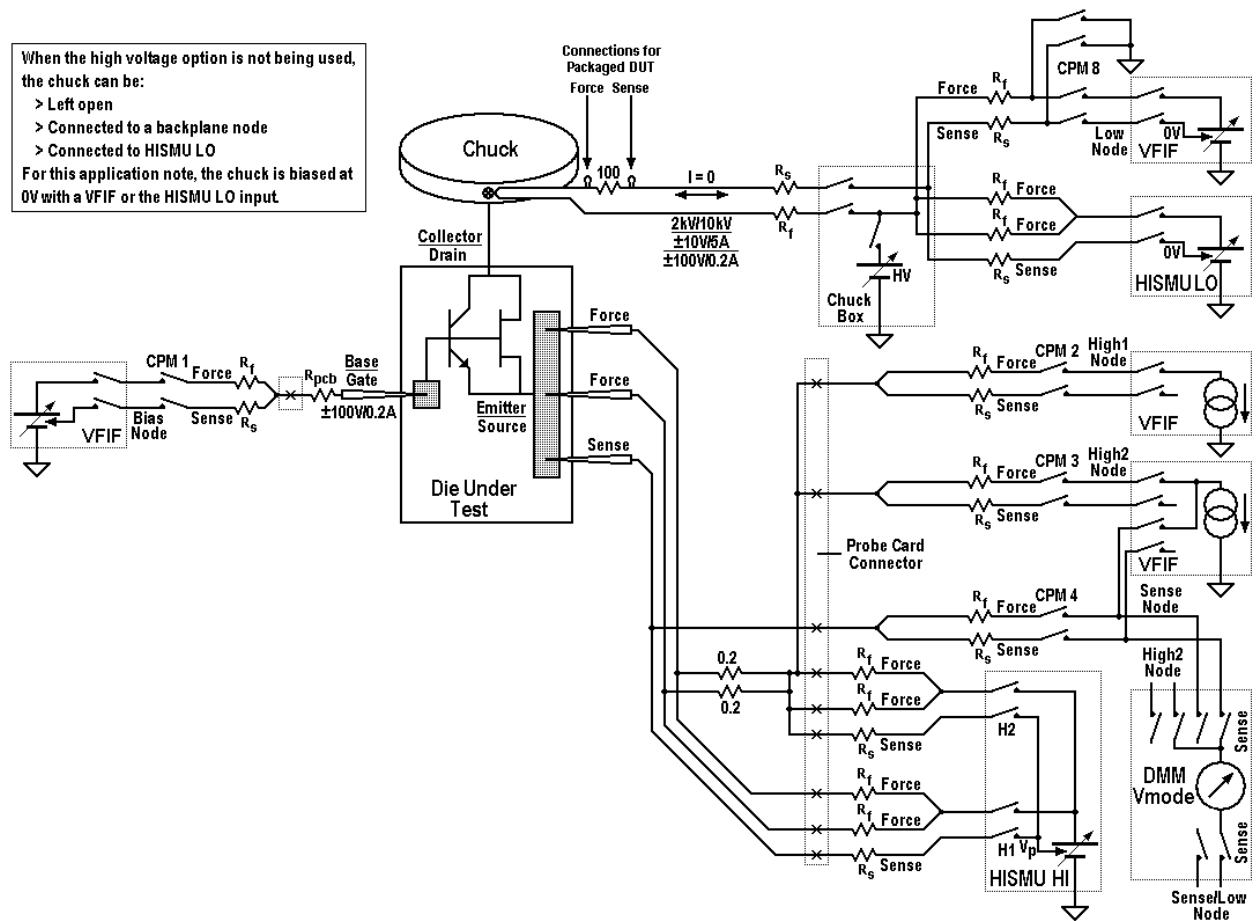 When the high voltage option is not being used,
the chuck can be:
> Left open
> Connected to a backplane node
> Connected to HISMU LO
For this application note, the chuck is biased at
0V with a VFIF or the HISMU LO input.
Connections for
Packaged DUT
Force Sense
Chuck
100
I = 0
2kV/10kV
±10V/5A
±100V/0.2A
Rs
Rf
HV
Chuck
Box
CPM 8
Force
Rf
Sense
Rs
Low
Node
0V
VFIF
Rf
Force
Rf
Force
Rs
Sense
0V
HISMU LO
Collector
Drain
Force
Force
Sense
Emitter
Source
Die Under
Test
Base
Gate
±100V/0.2A
Rpcb
CPM 1
Force
Rf
Sense
Rs
Bias
Node
VFIF
Rf
Force
CPM 2
High1
Node
Rs
Sense
VFIF
Rf
Force
CPM 3
High2
Node
Rs
Sense
VFIF
Probe Card
Connector
Sense
Node
Rf
Force
CPM 4
Rs
Sense
0.2
0.2
Rf
Force
Rf
Force
Rs
Sense
H2
Rf
Force
Rf
Force
Rs
Sense
H1
Vp
HISMU HI
High2
Node
Sense
DMM
Vmode
Sense
Sense/Low
Node